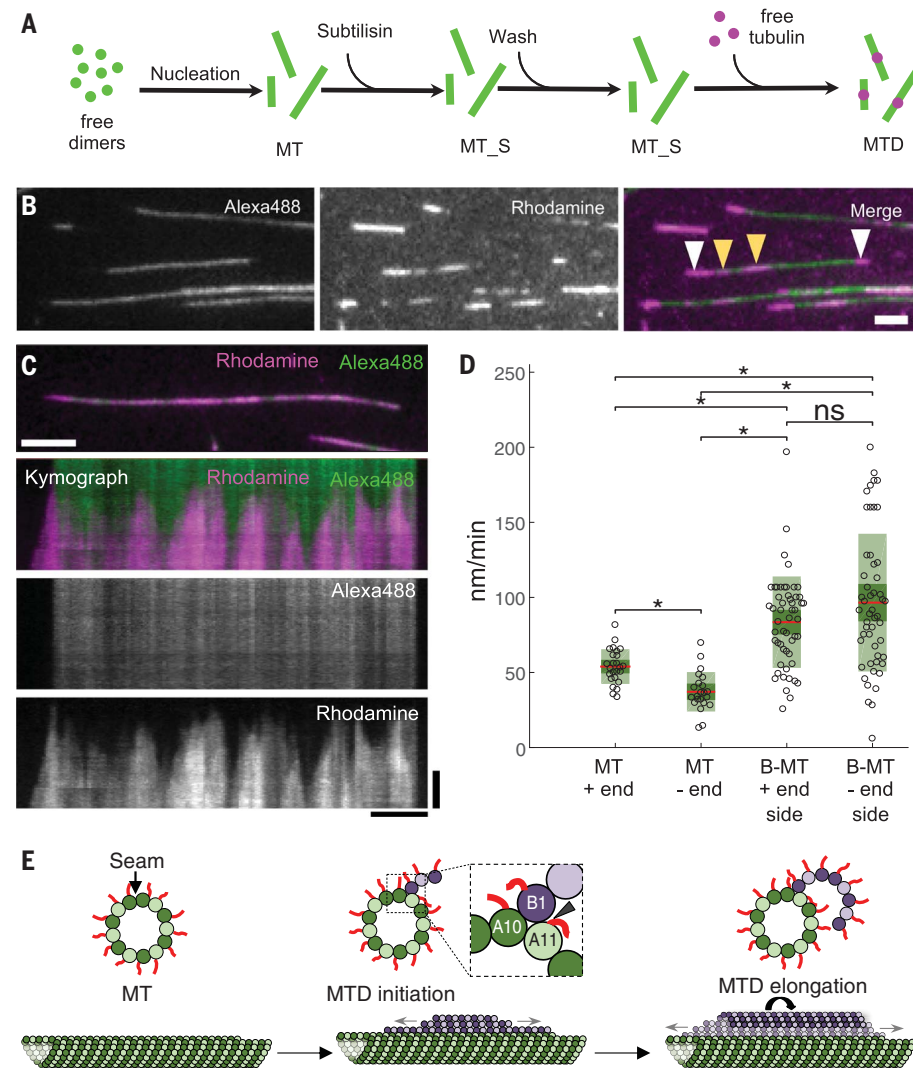 A
free
dimers
Nucleation
MT
Subtilisin
MT_S
Wash
MT_S
free
tubulin
MTD
B
Alexa488
Rhodamine
Merge
C
Rhodamine Alexa488
Kymograph Rhodamine Alexa488
Alexa488
Rhodamine
D
nm/min
250
200
150
100
50
0
*
*
*
ns
*
*
MT
+ end
MT
- end
B-MT
+ end
side
B-MT
- end
side
E
Seam
MT
B1
A10
A11
MTD initiation
MTD elongation